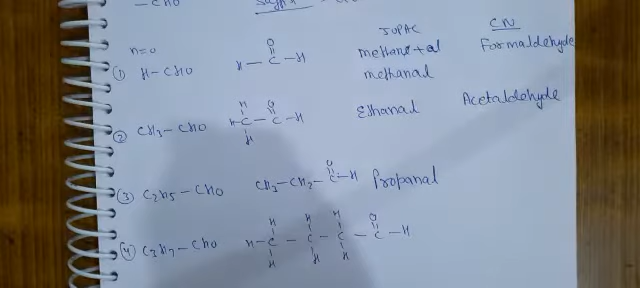 —CHO
IUPAC CN
n=0
① H—CHO H—C—H methane+al Formaldehyde
O
methanal
② CH3—CHO H—C—C—H Ethanal Acetaldehyde
H O
H
③ C2H5—CHO CH3—CH2—C—H Propanal
O
④ C3H7—CHO H—C—C—C—C—H
H H H O
H H H